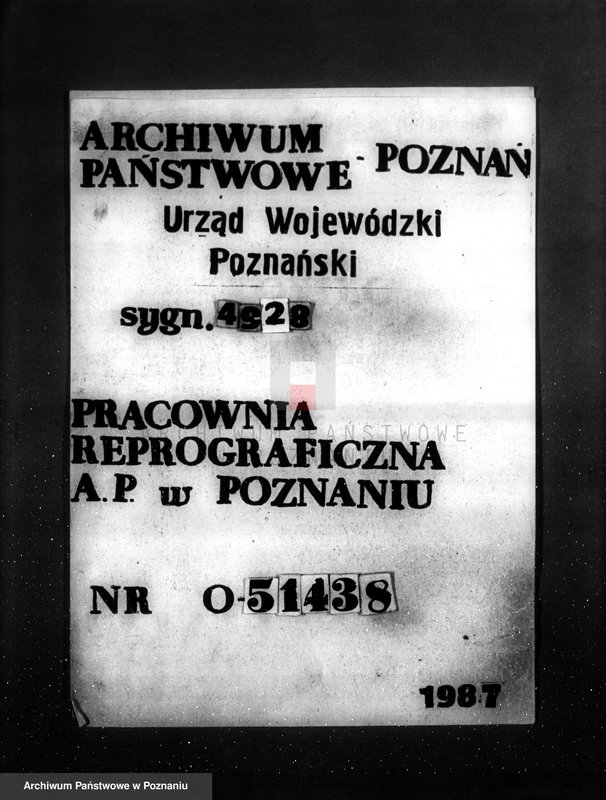 ARCHIWUM
PAŃSTWOWE - POZNAŃ
Urząd Wojewódzki
Poznański
sygn. 4928
PRACOWNIA
REPROGRAFICZNA
A.P. w POZNANIU
NR O-51438
1987
Archiwum Państwowe w Poznaniu